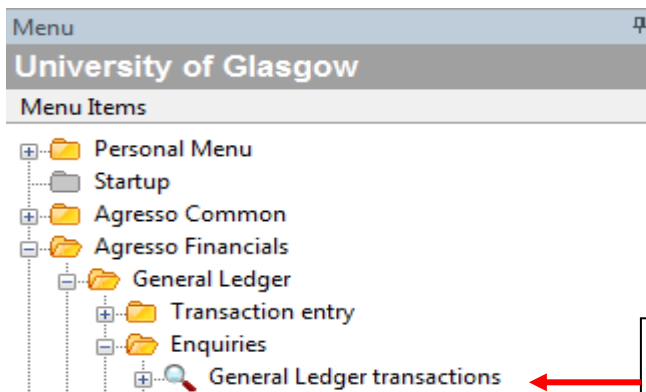 Menu
University of Glasgow
Menu Items
Personal Menu
Startup
Agresso Common
Agresso Financials
General Ledger
Transaction entry
Enquiries
General Ledger transactions